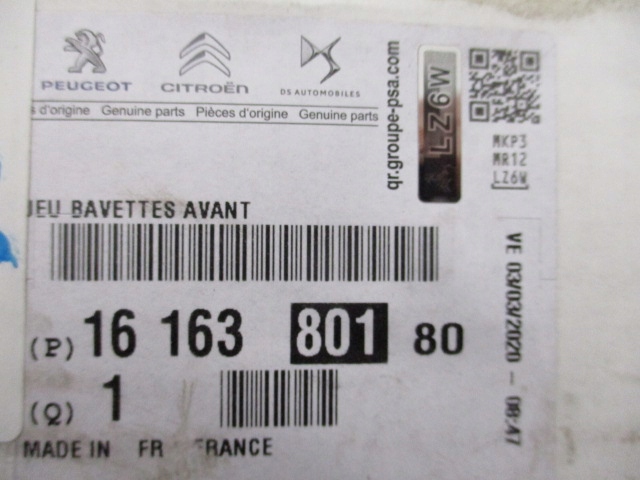 PEUGEOT CITROËN DS AUTOMOBILES
d'origine Genuine parts Pièces d'origine Genuine parts
qr.groupe-psa.com
LZ6W
MKP3
MR12
LZ6W
JEU BAVETTES AVANT
(P) 16 163 801 80
(Q) 1
MADE IN FR FRANCE
VE 03/03/2020 - 08:47